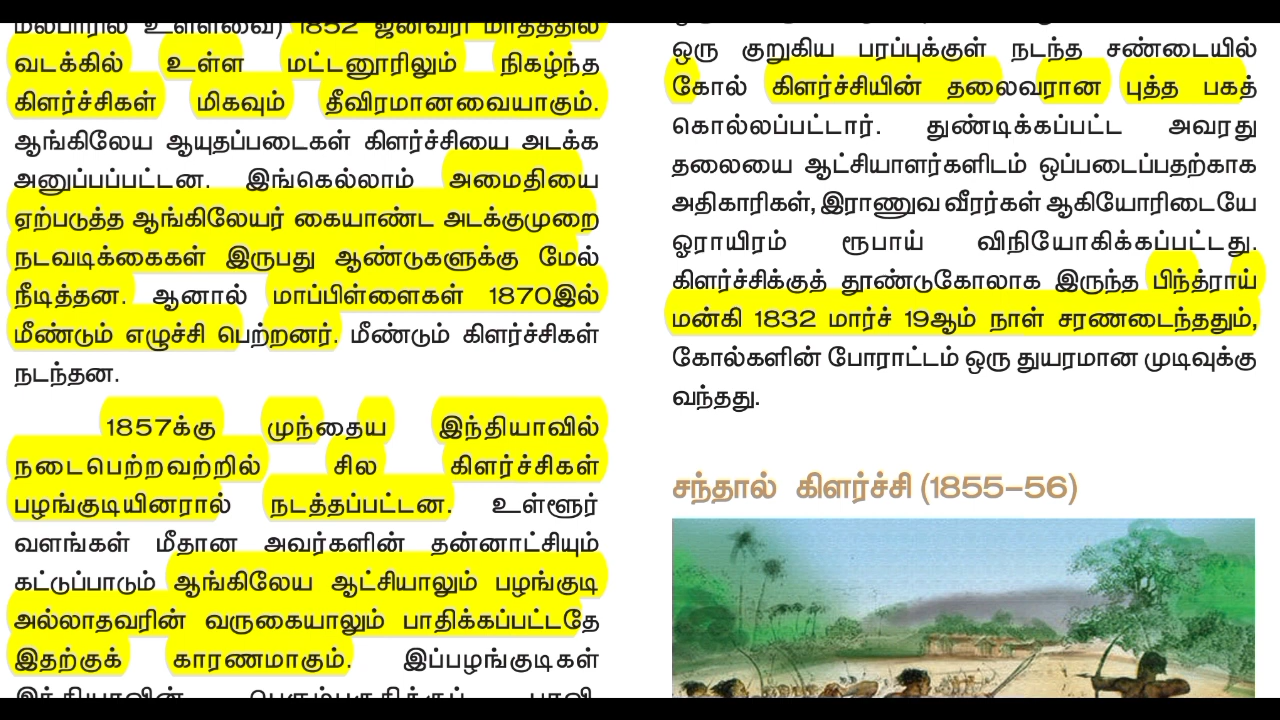 மலபாரில் உள்ளவை) 1852 ஜனவரி மாதத்தில்
வடக்கில் உள்ள மட்டனூரிலும் நிகழ்ந்த
கிளர்ச்சிகள் மிகவும் தீவிரமானவையாகும்.
ஆங்கிலேய ஆயுதப்படைகள் கிளர்ச்சியை அடக்க
அனுப்பப்பட்டன. இங்கெல்லாம் அமைதியை
ஏற்படுத்த ஆங்கிலேயர் கையாண்ட அடக்குமுறை
நடவடிக்கைகள் இருபது ஆண்டுகளுக்கு மேல்
நீடித்தன. ஆனால் மாப்பிள்ளைகள் 1870இல்
மீண்டும் எழுச்சி பெற்றனர். மீண்டும் கிளர்ச்சிகள்
நடந்தன.
1857க்கு முந்தைய இந்தியாவில்
நடைபெற்றவற்றில் சில கிளர்ச்சிகள்
பழங்குடியினரால் நடத்தப்பட்டன. உள்ளூர்
வளங்கள் மீதான அவர்களின் தன்னாட்சியும்
கட்டுப்பாடும் ஆங்கிலேய ஆட்சியாலும் பழங்குடி
அல்லாதவரின் வருகையாலும் பாதிக்கப்பட்டதே
இதற்குக் காரணமாகும். இப்பழங்குடிகள்
ஒரு குறுகிய பரப்புக்குள் நடந்த சண்டையில்
கோல் கிளர்ச்சியின் தலைவரான புத்த பகத்
கொல்லப்பட்டார். துண்டிக்கப்பட்ட அவரது
தலையை ஆட்சியாளர்களிடம் ஒப்படைப்பதற்காக
அதிகாரிகள், இராணுவ வீரர்கள் ஆகியோரிடையே
ஓராயிரம் ரூபாய் விநியோகிக்கப்பட்டது.
கிளர்ச்சிக்குத் தூண்டுகோலாக இருந்த பிந்த்ராய்
மன்கி 1832 மார்ச் 19ஆம் நாள் சரணடைந்ததும்,
கோல்களின் போராட்டம் ஒரு துயரமான முடிவுக்கு
வந்தது.
சந்தால் கிளர்ச்சி (1855–56)